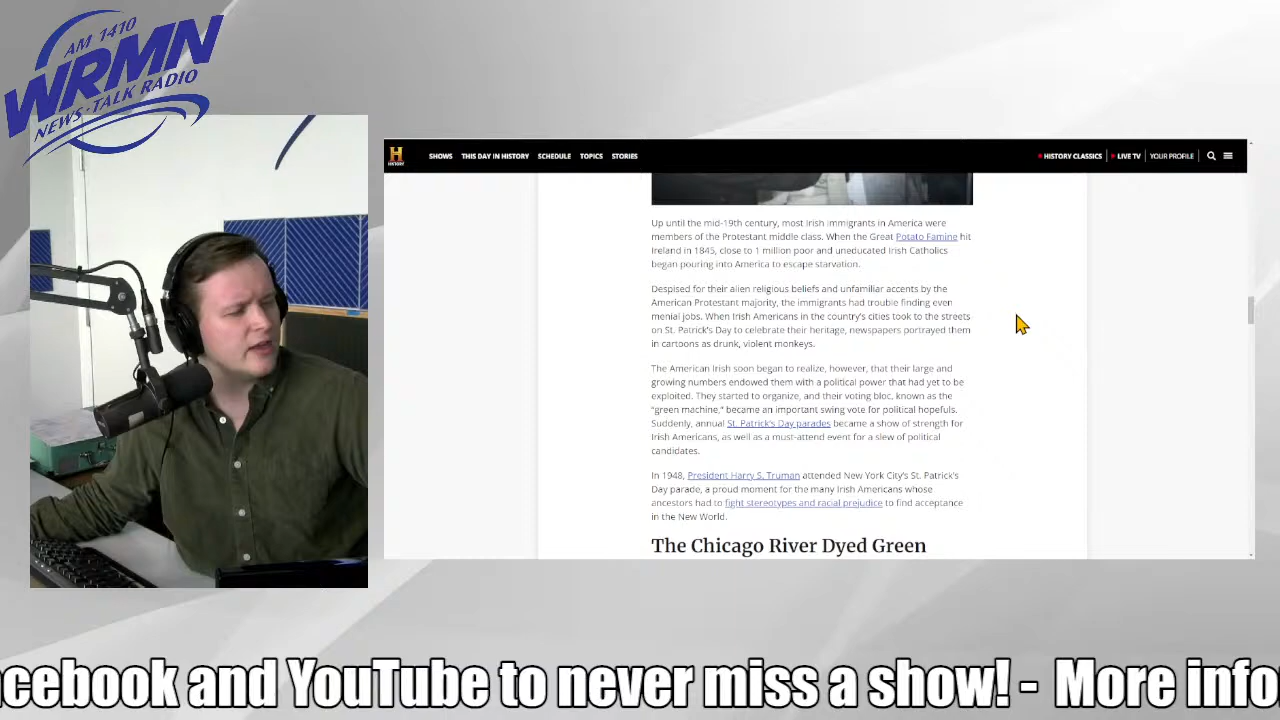 AM 1410
WRMN
NEWS-TALK RADIO
H
HISTORY
SHOWS THIS DAY IN HISTORY SCHEDULE TOPICS STORIES HISTORY CLASSICS LIVE TV YOUR PROFILE
Up until the mid-19th century, most Irish immigrants in America were
members of the Protestant middle class. When the Great Potato Famine hit
Ireland in 1845, close to 1 million poor and uneducated Irish Catholics
began pouring into America to escape starvation.
Despised for their alien religious beliefs and unfamiliar accents by the
American Protestant majority, the immigrants had trouble finding even
menial jobs. When Irish Americans in the country's cities took to the streets
on St. Patrick's Day to celebrate their heritage, newspapers portrayed them
in cartoons as drunk, violent monkeys.
The American Irish soon began to realize, however, that their large and
growing numbers endowed them with a political power that had yet to be
exploited. They started to organize, and their voting bloc, known as the
"green machine," became an important swing vote for political hopefuls.
Suddenly, annual St. Patrick's Day parades became a show of strength for
Irish Americans, as well as a must-attend event for a slew of political
candidates.
In 1948, President Harry S. Truman attended New York City's St. Patrick's
Day parade, a proud moment for the many Irish Americans whose
ancestors had to fight stereotypes and racial prejudice to find acceptance
in the New World.
The Chicago River Dyed Green
acebook and YouTube to never miss a show! - More info,